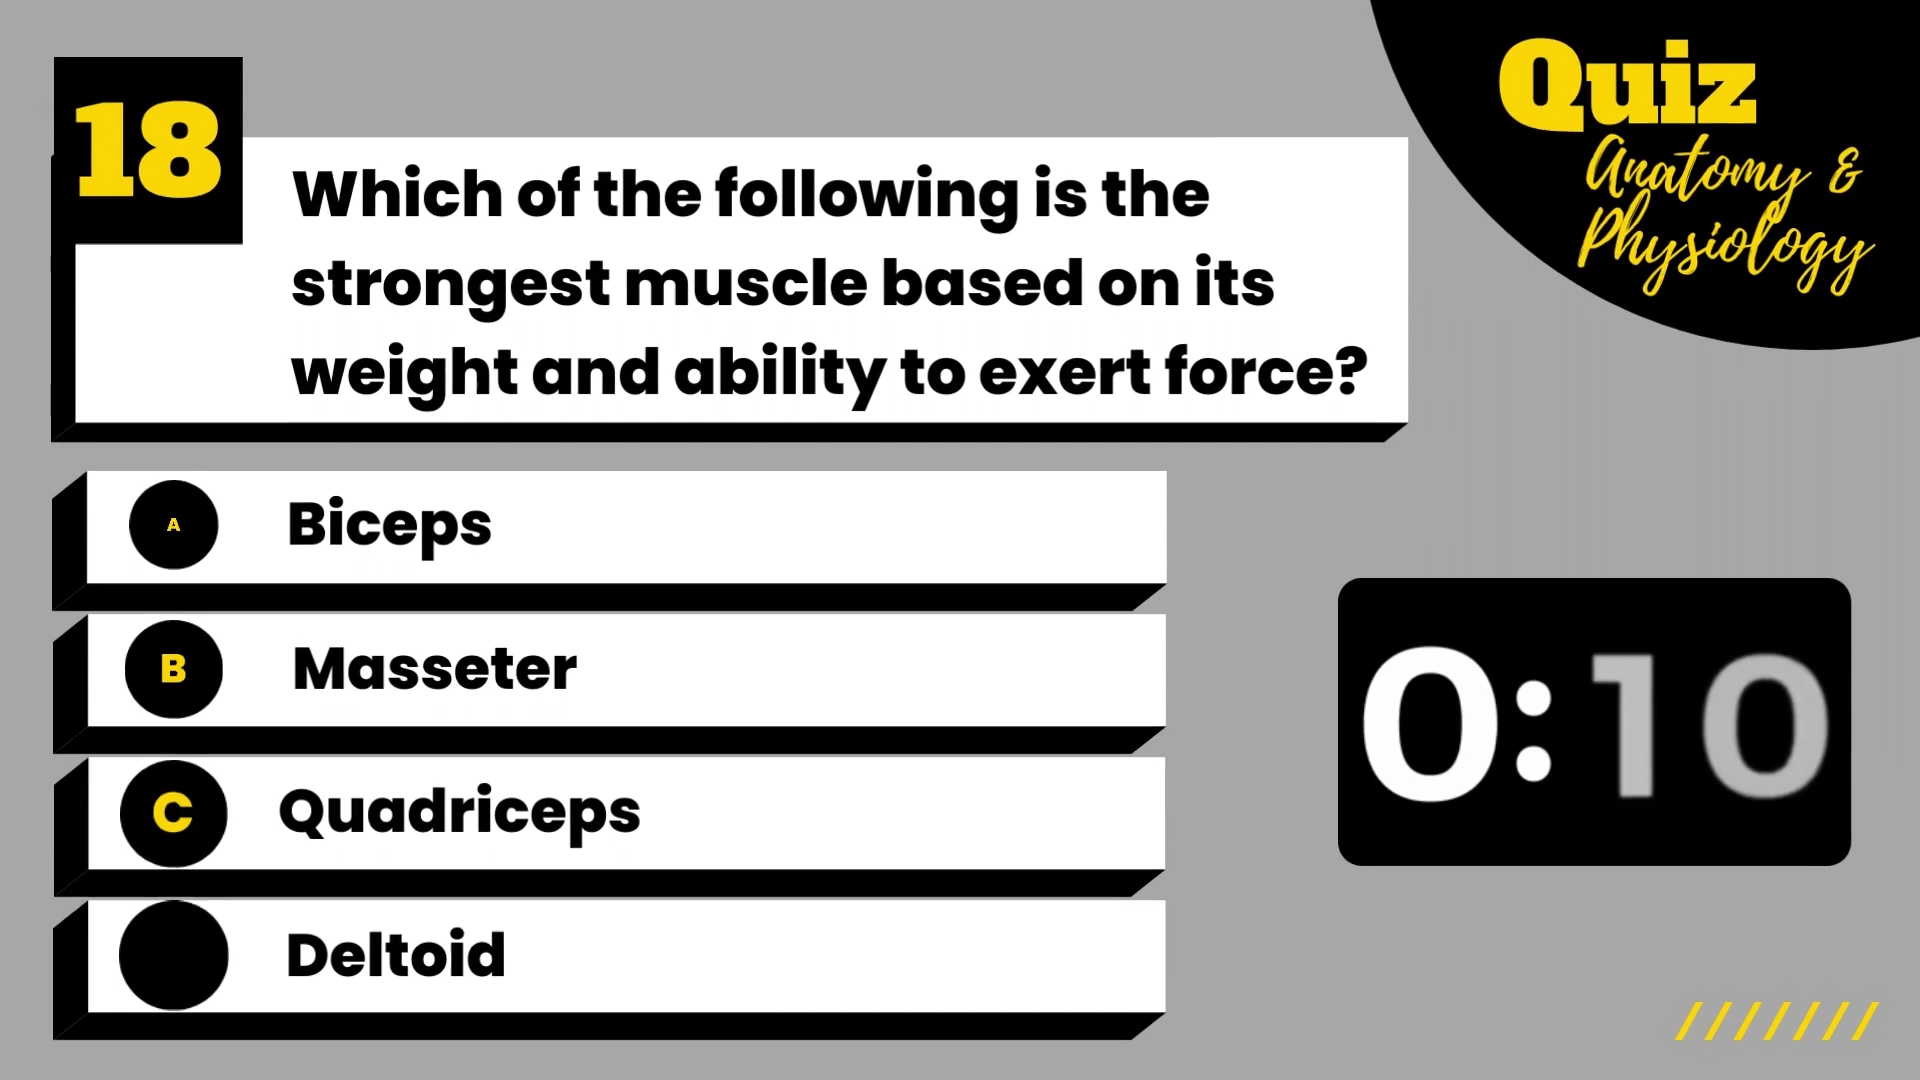 Quiz
Anatomy &
Physiology
18
Which of the following is the
strongest muscle based on its
weight and ability to exert force?
A Biceps
B Masseter
C Quadriceps
Deltoid
0:10